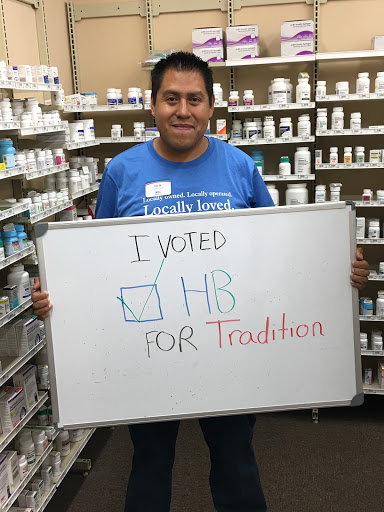 Locally owned. Locally operated.
Locally loved.
I VOTED
HB
FOR Tradition